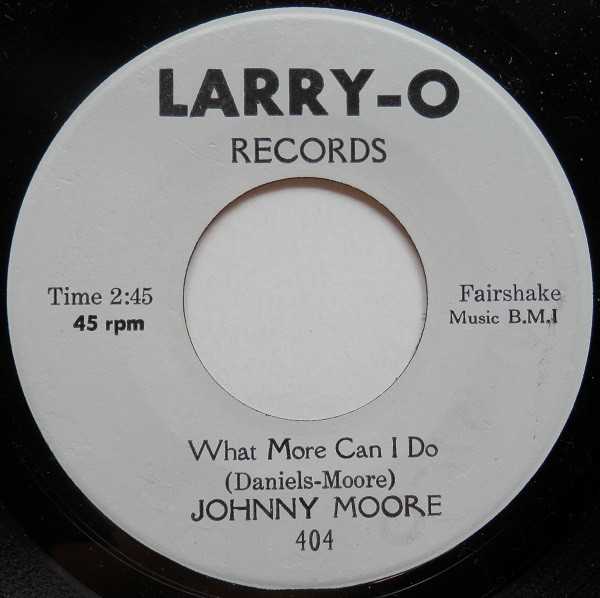 LARRY-O
RECORDS
Time 2:45
45 rpm
Fairshake
Music B.M.I
What More Can I Do
(Daniels-Moore)
JOHNNY MOORE
404